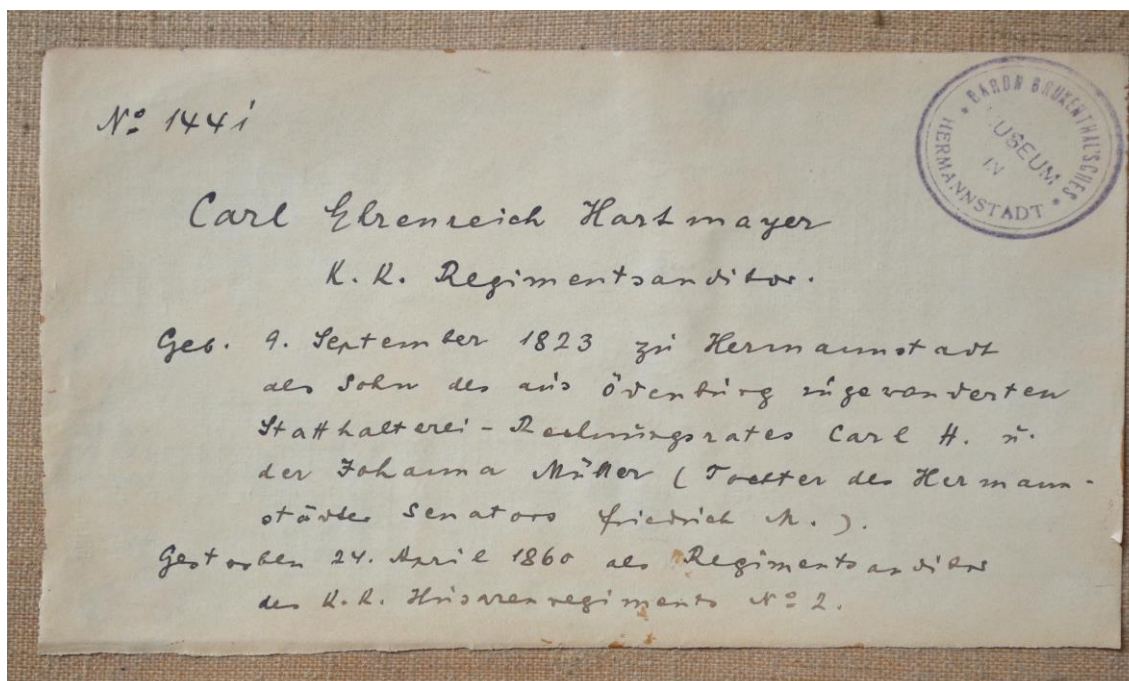 No 1441
BARON BRUKENTHAL'SCHES
MUSEUM
IN
HERMANNSTADT
Carl Ehrenreich Hartmayer
K. K. Regimentsauditor.
Geb. 9. September 1823 zu Hermannstadt
als Sohn des aus Ödenburg zugewanderten
Statthalterei-Rechnungsrates Carl H. u.
der Johanna Müller (Tochter des Hermann-
städter Senators Friedrich M.).
Gestorben 24. April 1860 als Regimentsauditor
des K. K. Husarenregiments No 2.